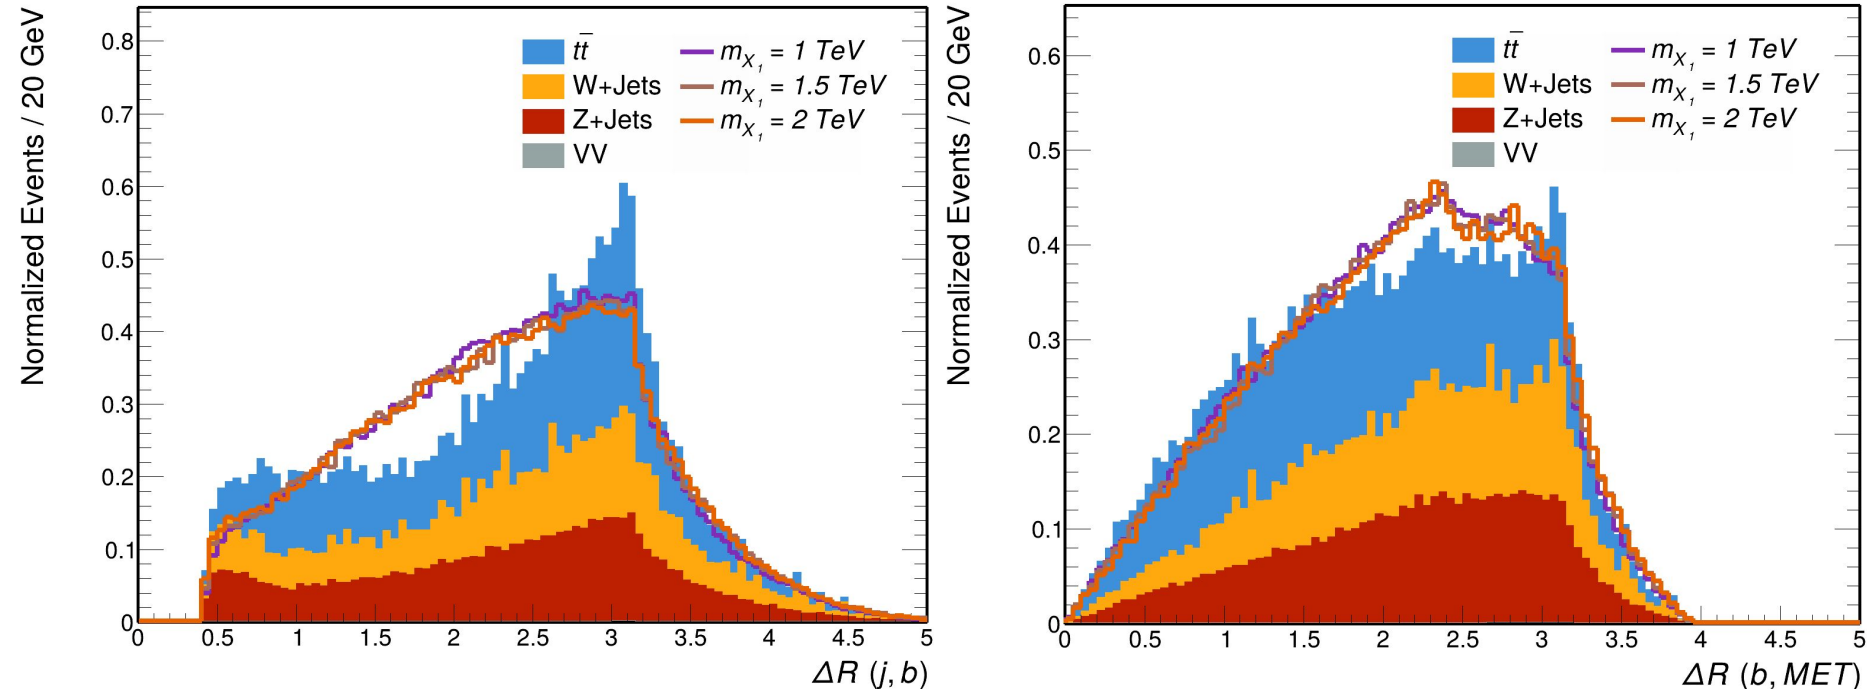 Normalized Events / 20 GeV
0.8
0.7
0.6
0.5
0.4
0.3
0.2
0.1
0
0 0.5 1 1.5 2 2.5 3 3.5 4 4.5 5
ΔR (j, b)
tt̄
W+Jets
Z+Jets
VV
m_X₁ = 1 TeV
m_X₁ = 1.5 TeV
m_X₁ = 2 TeV
Normalized Events / 20 GeV
0.6
0.5
0.4
0.3
0.2
0.1
0
0 0.5 1 1.5 2 2.5 3 3.5 4 4.5 5
ΔR (b, MET)
tt̄
W+Jets
Z+Jets
VV
m_X₁ = 1 TeV
m_X₁ = 1.5 TeV
m_X₁ = 2 TeV